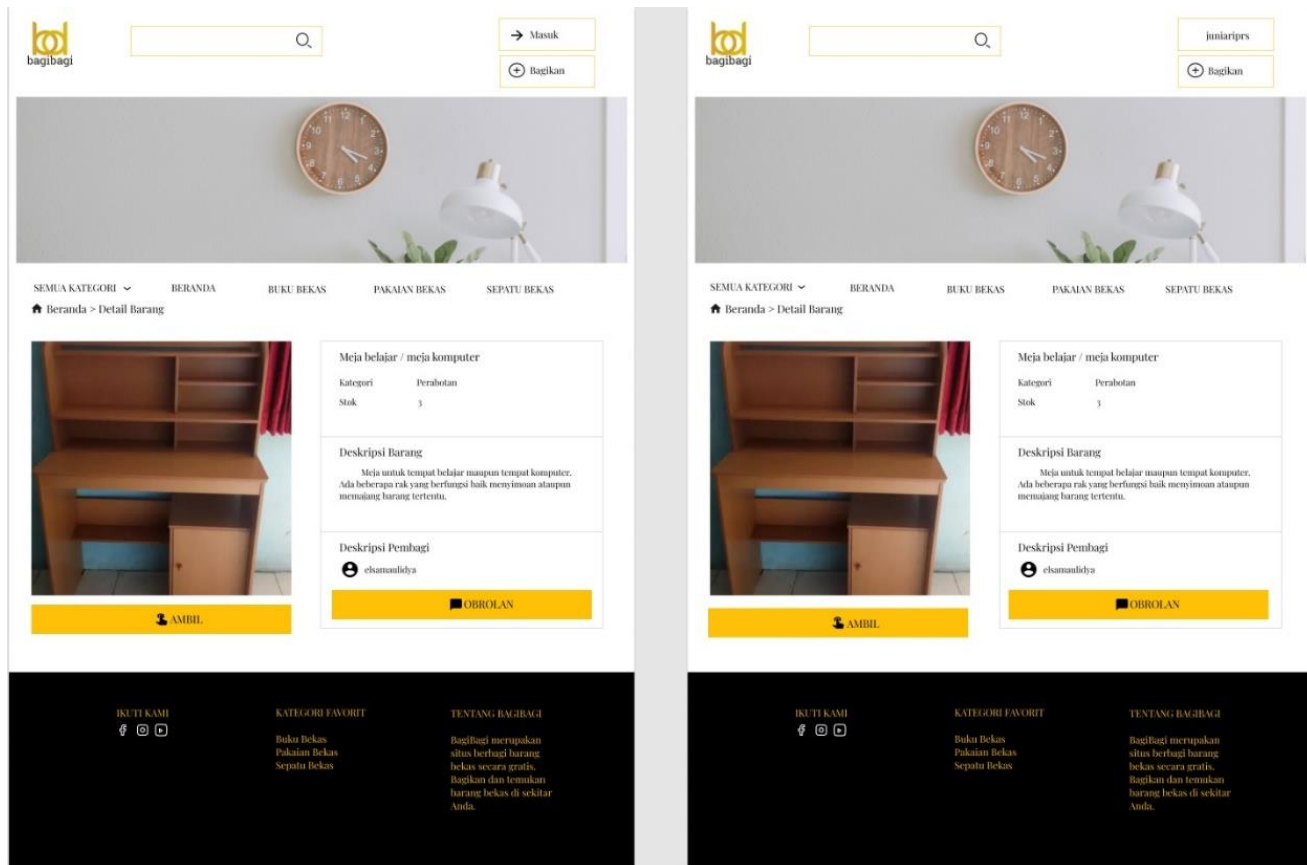 bagibagi
Masuk
Bagikan
SEMUA KATEGORI
BERANDA
BUKU BEKAS
PAKAIAN BEKAS
SEPATU BEKAS
Beranda > Detail Barang
Meja belajar / meja komputer
Kategori Perabotan
Stok 3
Deskripsi Barang
Meja untuk tempat belajar maupun tempat komputer.
Ada beberapa rak yang berfungsi baik menyimoan ataupun
memajang barang tertentu.
Deskripsi Pembagi
elsamaulidya
OBROLAN
AMBIL
IKUTI KAMI
KATEGORI FAVORIT
Buku Bekas
Pakaian Bekas
Sepatu Bekas
TENTANG BAGIBAGI
BagiBagi merupakan
situs berbagi barang
bekas secara gratis.
Bagikan dan temukan
barang bekas di sekitar
Anda.
bagibagi
juniariprs
Bagikan
SEMUA KATEGORI
BERANDA
BUKU BEKAS
PAKAIAN BEKAS
SEPATU BEKAS
Beranda > Detail Barang
Meja belajar / meja komputer
Kategori Perabotan
Stok 3
Deskripsi Barang
Meja untuk tempat belajar maupun tempat komputer.
Ada beberapa rak yang berfungsi baik menyimoan ataupun
memajang barang tertentu.
Deskripsi Pembagi
elsamaulidya
OBROLAN
AMBIL
IKUTI KAMI
KATEGORI FAVORIT
Buku Bekas
Pakaian Bekas
Sepatu Bekas
TENTANG BAGIBAGI
BagiBagi merupakan
situs berbagi barang
bekas secara gratis.
Bagikan dan temukan
barang bekas di sekitar
Anda.